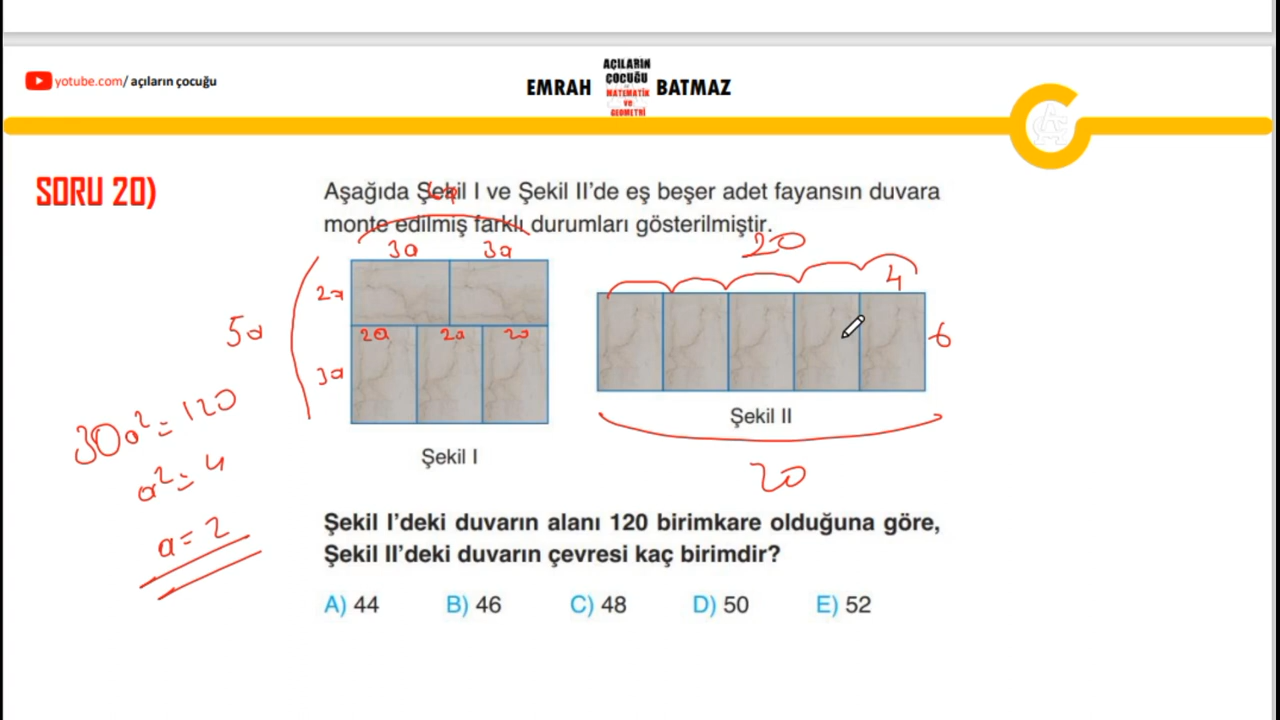 yotube.com/ açıların çocuğu
EMRAH
AÇILARIN
ÇOCUĞU
ve
MATEMATİK
ve
GEOMETRİ
BATMAZ
SORU 20)
Aşağıda Şekil I ve Şekil II'de eş beşer adet fayansın duvara
monte edilmiş farklı durumları gösterilmiştir.
6a
3a 3a
2a
2a 2a 2a
3a
5a
Şekil I
20
4
6
Şekil II
20
30a²=120
a²=4
a=2
Şekil I'deki duvarın alanı 120 birimkare olduğuna göre,
Şekil II'deki duvarın çevresi kaç birimdir?
A) 44 B) 46 C) 48 D) 50 E) 52